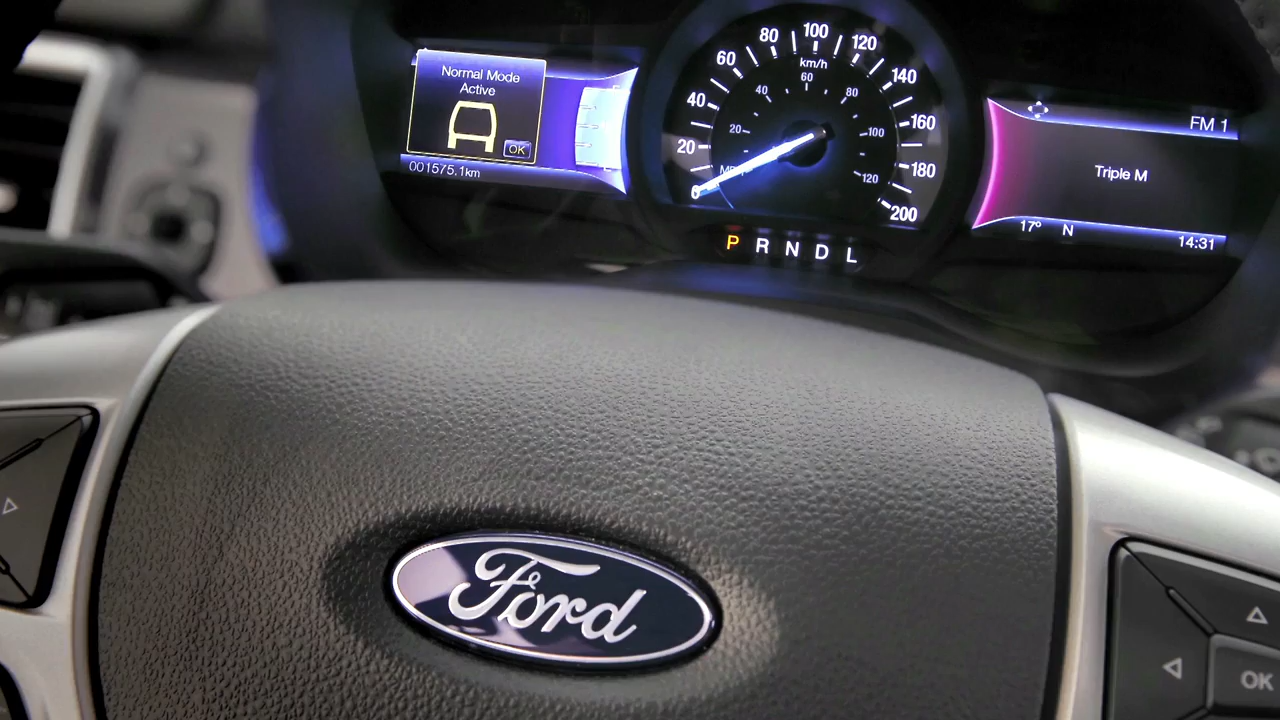 Normal Mode
Active
OK
001575.1km
0
20
40
60
80
100
120
140
160
180
200
km/h
20
40
60
80
100
120
P R N D L
FM 1
Triple M
17° N
14:31
Ford
OK